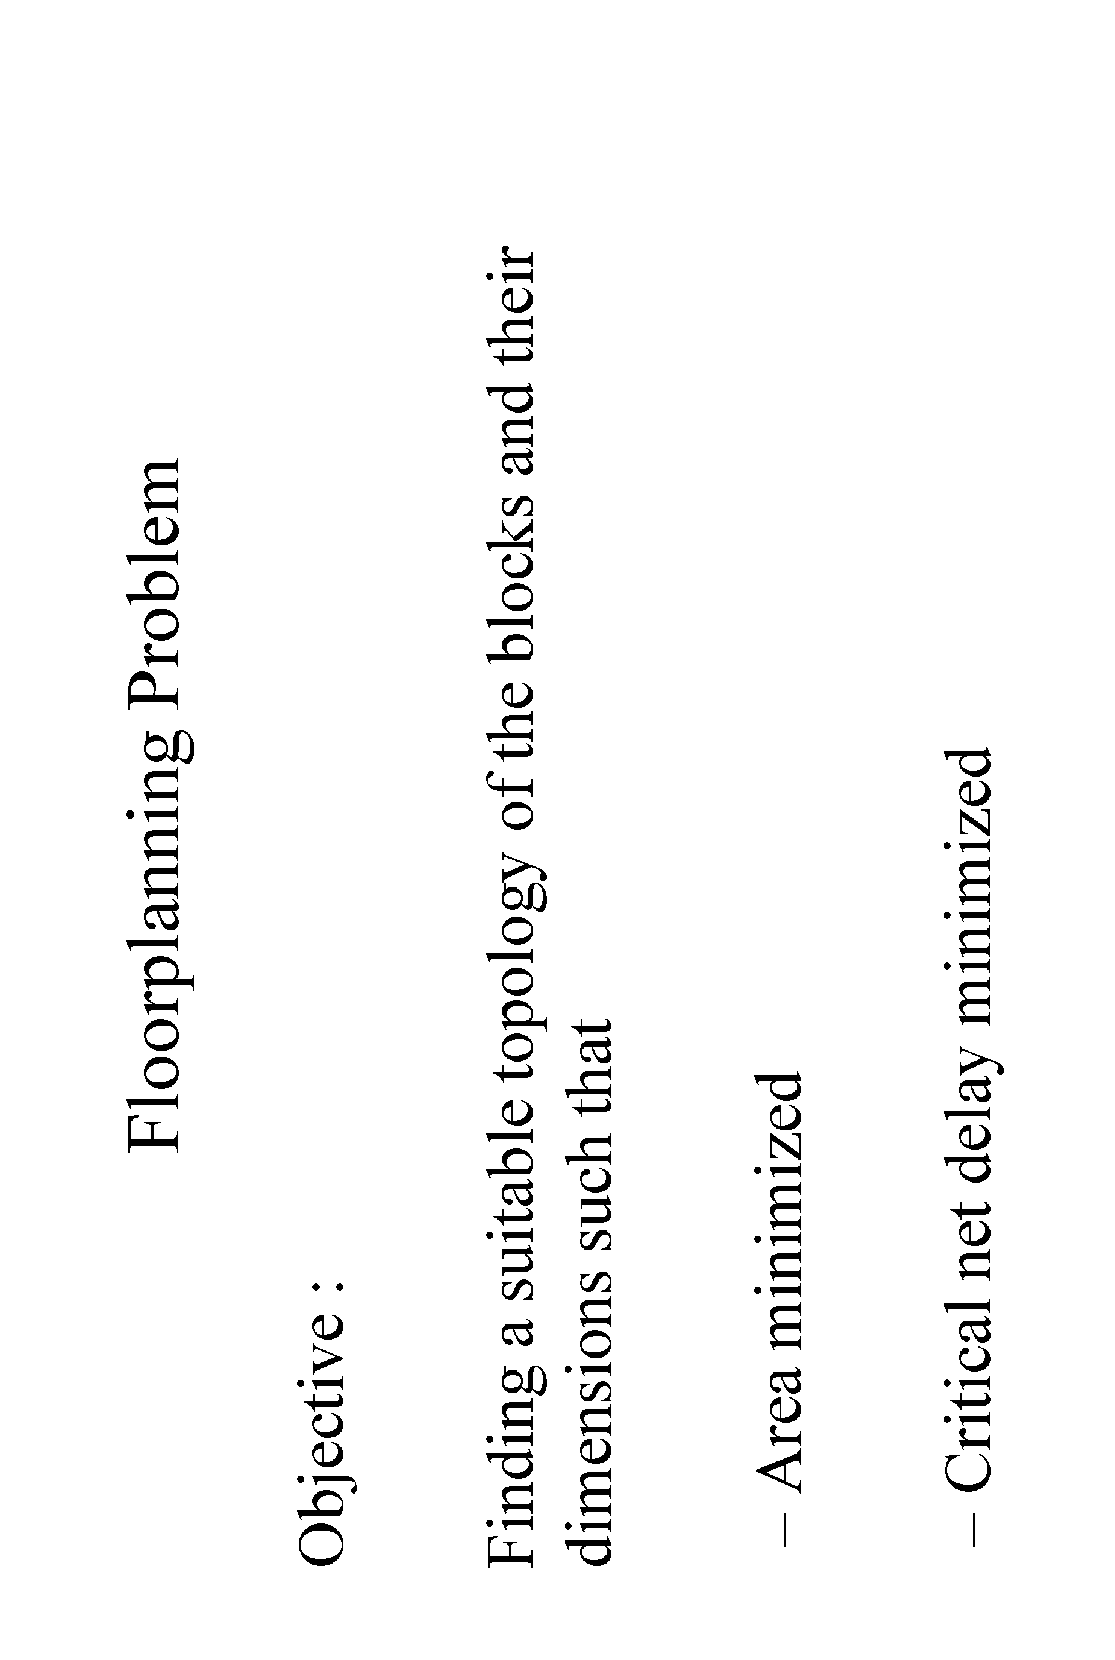 Floorplanning Problem
Objective :
Finding a suitable topology of the blocks and their
dimensions such that
– Area minimized
– Critical net delay minimized